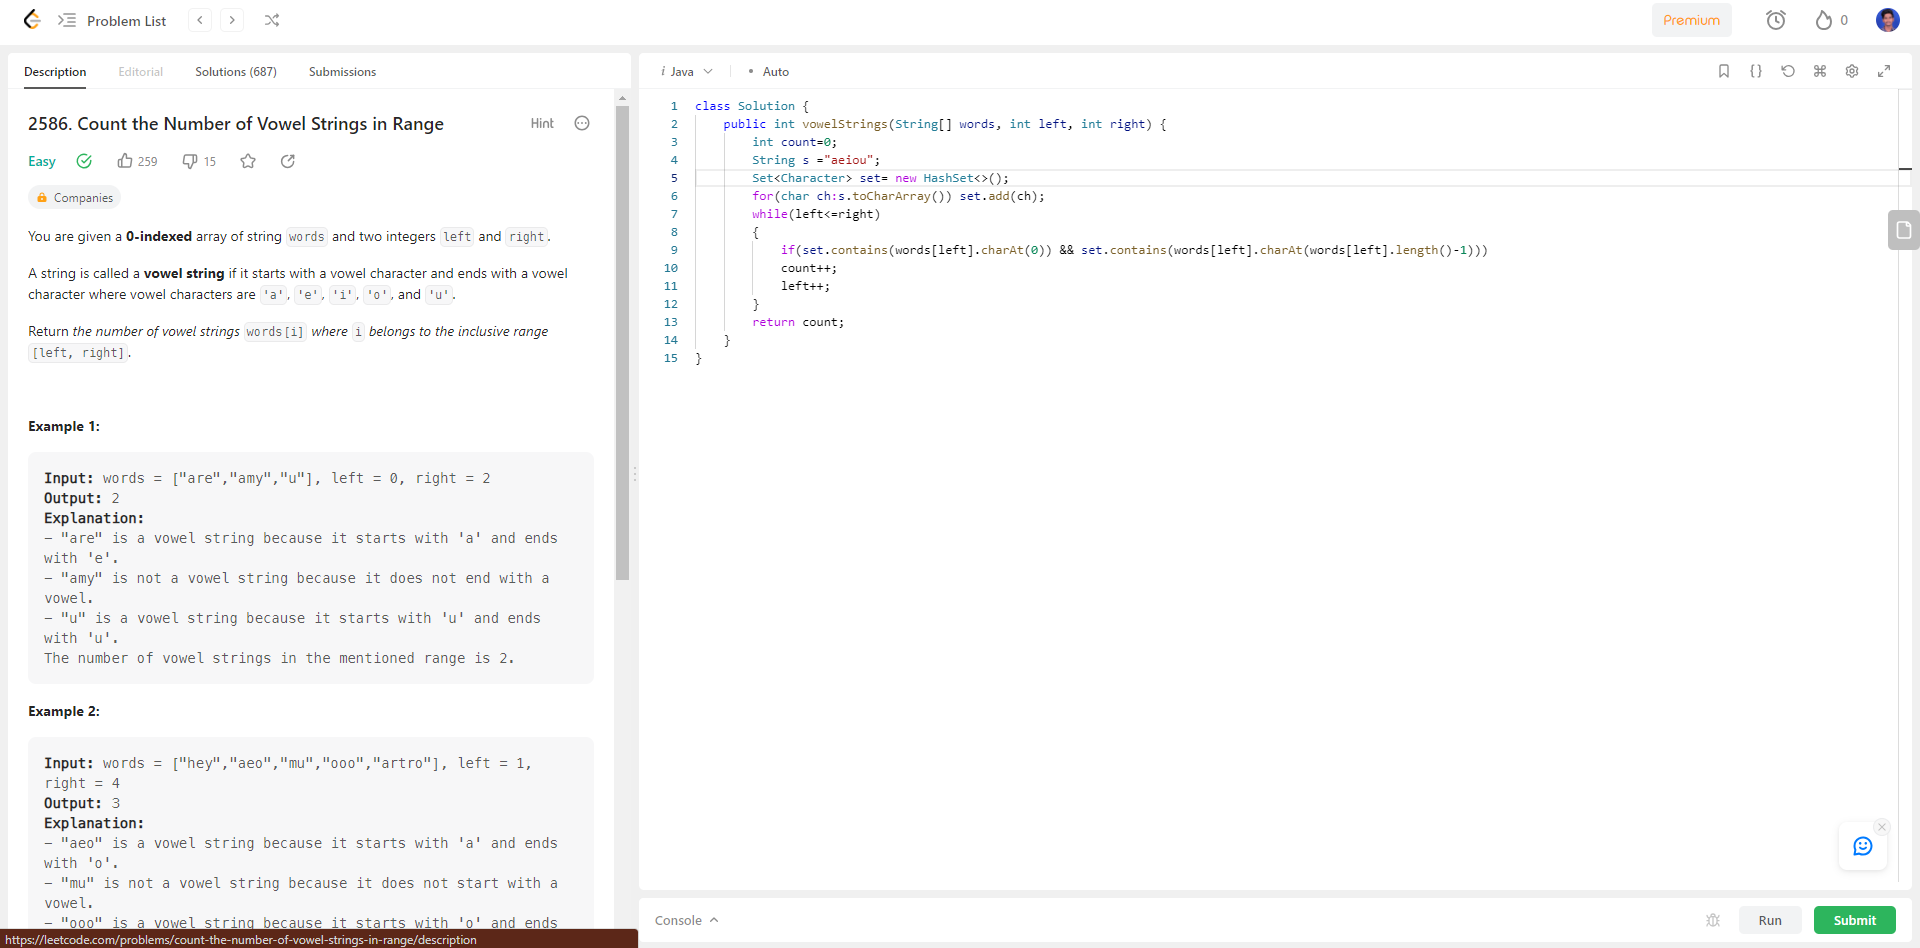 Problem List
Premium
0
Description Editorial Solutions (687) Submissions
2586. Count the Number of Vowel Strings in Range
Hint
Easy 259 15
Companies
You are given a 0-indexed array of string words and two integers left and right.
A string is called a vowel string if it starts with a vowel character and ends with a vowel
character where vowel characters are 'a', 'e', 'i', 'o', and 'u'.
Return the number of vowel strings words[i] where i belongs to the inclusive range
[left, right].
Example 1:
Input: words = ["are","amy","u"], left = 0, right = 2
Output: 2
Explanation:
- "are" is a vowel string because it starts with 'a' and ends
with 'e'.
- "amy" is not a vowel string because it does not end with a
vowel.
- "u" is a vowel string because it starts with 'u' and ends
with 'u'.
The number of vowel strings in the mentioned range is 2.
Example 2:
Input: words = ["hey","aeo","mu","ooo","artro"], left = 1,
right = 4
Output: 3
Explanation:
- "aeo" is a vowel string because it starts with 'a' and ends
with 'o'.
- "mu" is not a vowel string because it does not start with a
vowel.
- "ooo" is a vowel string because it starts with 'o' and ends
https://leetcode.com/problems/count-the-number-of-vowel-strings-in-range/description
i Java • Auto
1 class Solution {
2 public int vowelStrings(String[] words, int left, int right) {
3 int count=0;
4 String s ="aeiou";
5 Set<Character> set= new HashSet<>();
6 for(char ch:s.toCharArray()) set.add(ch);
7 while(left<=right)
8 {
9 if(set.contains(words[left].charAt(0)) && set.contains(words[left].charAt(words[left].length()-1)))
10 count++;
11 left++;
12 }
13 return count;
14 }
15 }
Console
Run
Submit